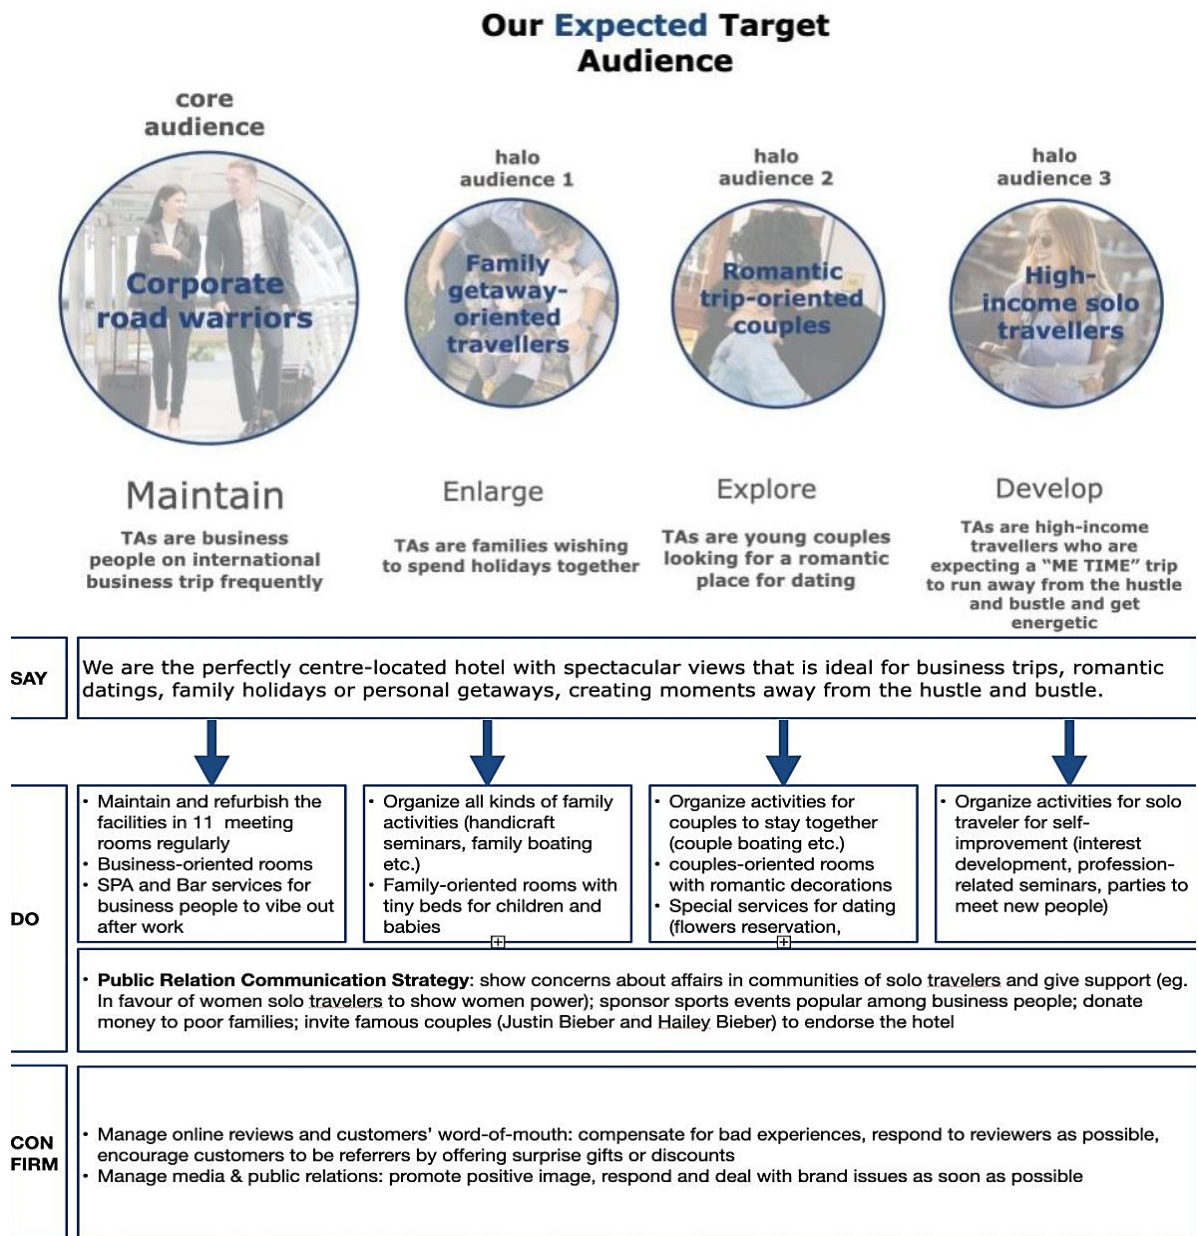 Our Expected Target
Audience
core
audience
halo
audience 1
halo
audience 2
halo
audience 3
Corporate
road warriors
Family
getaway-
oriented
travellers
Romantic
trip-oriented
couples
High-
income solo
travellers
Maintain
Enlarge
Explore
Develop
TAs are business
people on international
business trip frequently
TAs are families wishing
to spend holidays together
TAs are young couples
looking for a romantic
place for dating
TAs are high-income
travellers who are
expecting a “ME TIME” trip
to run away from the hustle
and bustle and get
energetic
SAY
We are the perfectly centre-located hotel with spectacular views that is ideal for business trips, romantic
datings, family holidays or personal getaways, creating moments away from the hustle and bustle.
DO
• Maintain and refurbish the
facilities in 11 meeting
rooms regularly
• Business-oriented rooms
• SPA and Bar services for
business people to vibe out
after work
• Organize all kinds of family
activities (handicraft
seminars, family boating
etc.)
• Family-oriented rooms with
tiny beds for children and
babies
• Organize activities for
couples to stay together
(couple boating etc.)
• couples-oriented rooms
with romantic decorations
• Special services for dating
(flowers reservation,
• Organize activities for solo
traveler for self-
improvement (interest
development, profession-
related seminars, parties to
meet new people)
• Public Relation Communication Strategy: show concerns about affairs in communities of solo travelers and give support (eg.
In favour of women solo travelers to show women power); sponsor sports events popular among business people; donate
money to poor families; invite famous couples (Justin Bieber and Hailey Bieber) to endorse the hotel
CON
FIRM
• Manage online reviews and customers’ word-of-mouth: compensate for bad experiences, respond to reviewers as possible,
encourage customers to be referrers by offering surprise gifts or discounts
• Manage media & public relations: promote positive image, respond and deal with brand issues as soon as possible